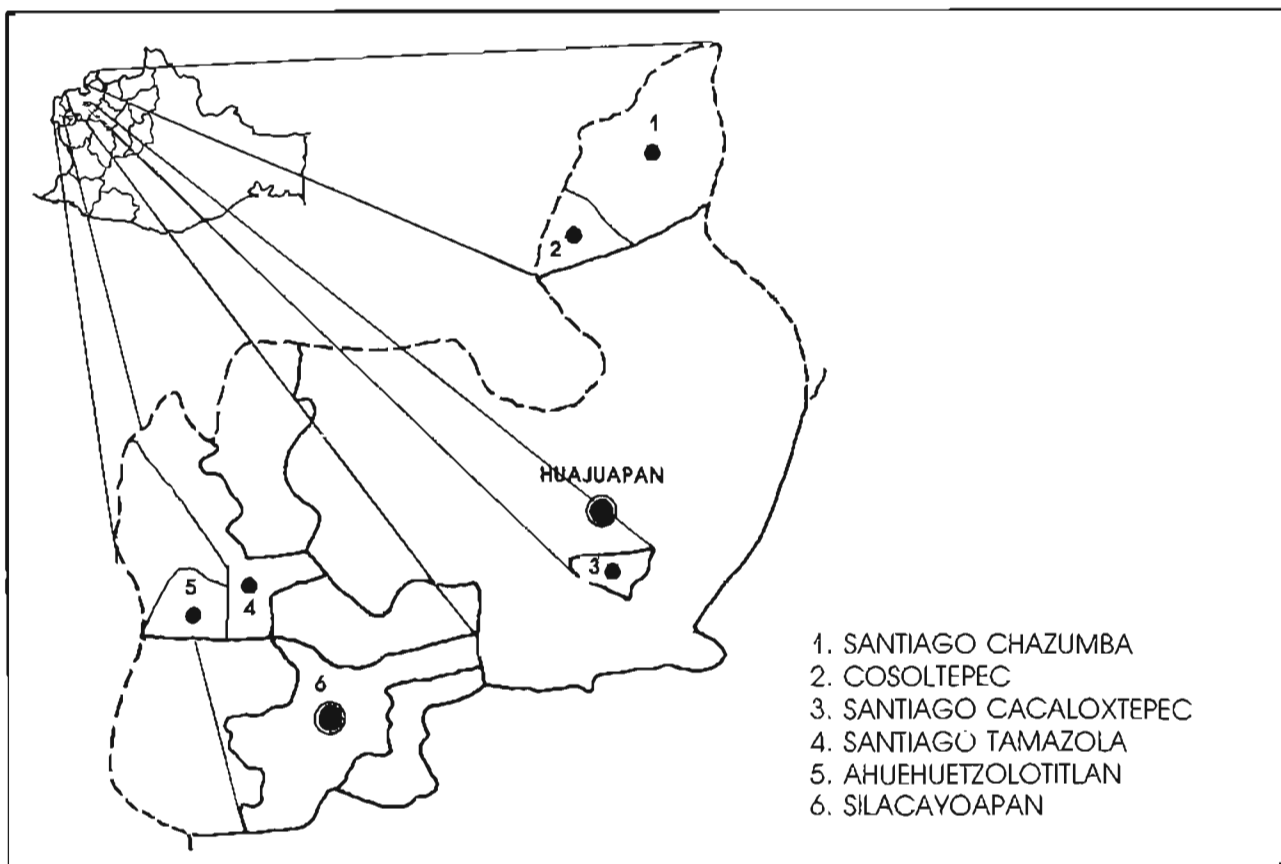 1
2
HUAJUAPAN
3
5
4
6
1. SANTIAGO CHAZUMBA
2. COSOLTEPEC
3. SANTIAGO CACALOXTEPEC
4. SANTIAGO TAMAZOLA
5. AHUEHUETZOLOTITLAN
6. SILACAYOAPAN